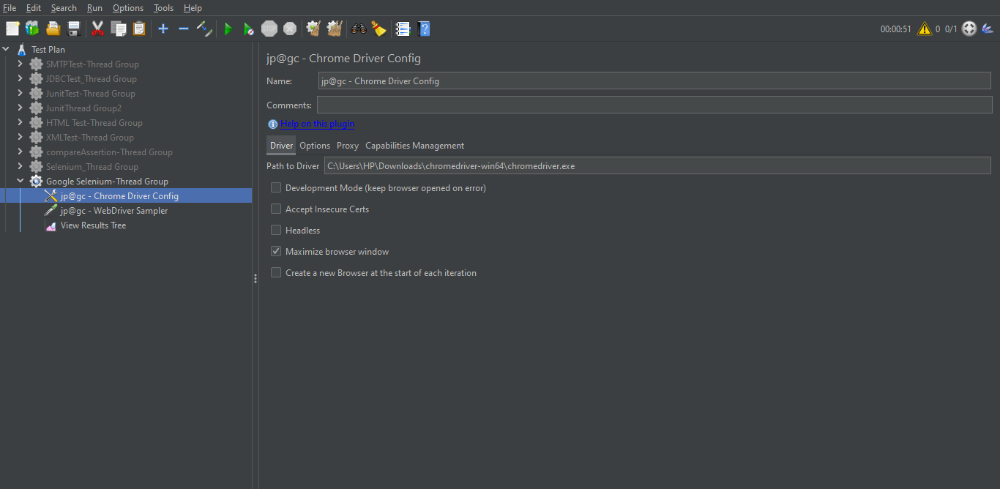 File Edit Search Run Options Tools Help
00:00:51 0 0/1
Test Plan
SMTPTest-Thread Group
JDBCTest_Thread Group
JunitTest-Thread Group
JunitThread Group2
HTML Test-Thread Group
XMLTest-Thread Group
compareAssertion-Thread Group
Selenium_Thread Group
Google Selenium-Thread Group
jp@gc - Chrome Driver Config
jp@gc - WebDriver Sampler
View Results Tree
jp@gc - Chrome Driver Config
Name: jp@gc - Chrome Driver Config
Comments:
Help on this plugin
Driver Options Proxy Capabilities Management
Path to Driver C:\Users\HP\Downloads\chromedriver-win64\chromedriver.exe
Development Mode (keep browser opened on error)
Accept Insecure Certs
Headless
Maximize browser window
Create a new Browser at the start of each iteration